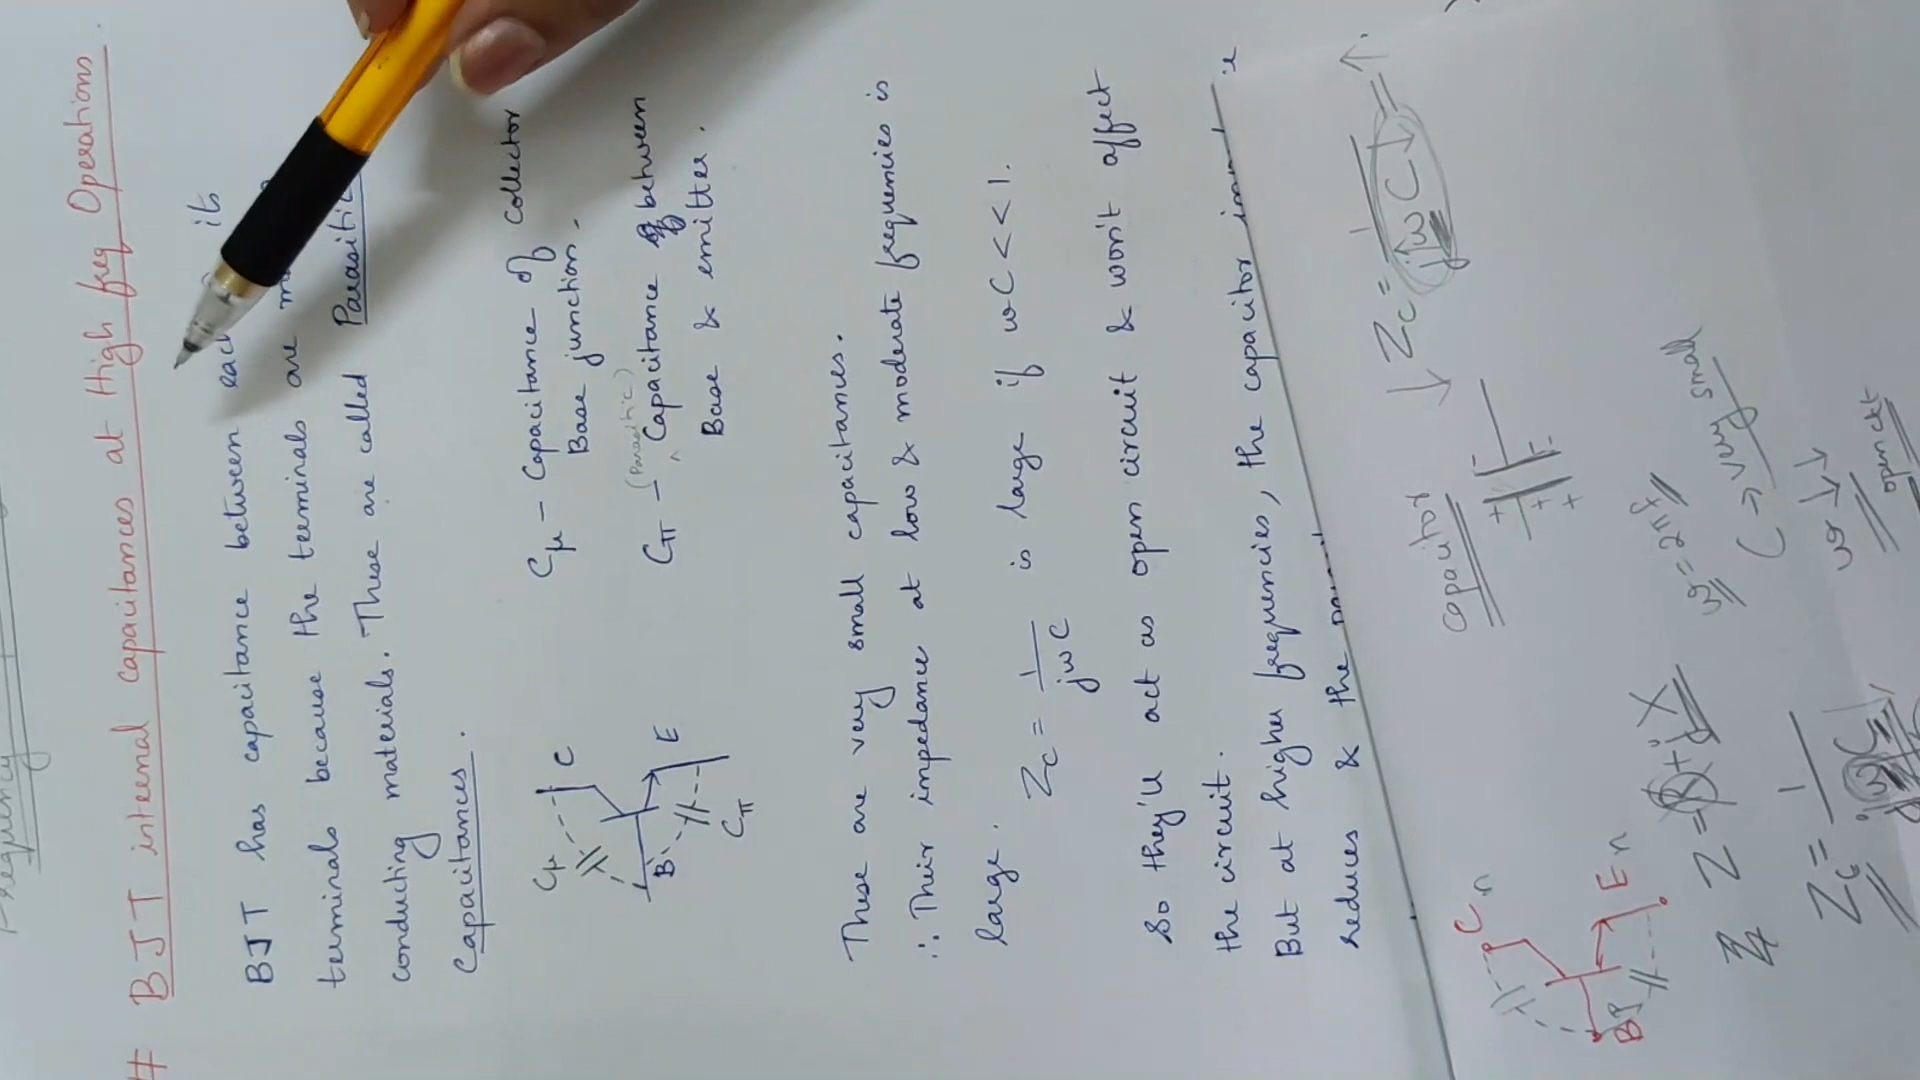 Frequency
# BJT internal capacitances at High freq Operations
BJT has capacitance between each its
terminals because the terminals are
conducting materials. These are called Parasitic
Capacitances.
Cμ
C
B
E
Cπ
Cμ - Capacitance of collector
Base junction.
(Parasitic)
Cπ - Capacitance between
Base & emitter.
These are very small capacitances.
∴ Their impedance at low & moderate frequencies is
large.
Zc = 1/jωC is large if ωC << 1.
So they'll act as open circuit & won't affect
the circuit.
But at higher frequencies, the capacitor
reduces & the
Zc = 1/jωC
capacitor
+ -
+ -
+ -
ω = 2πf
C → very small
ω ↓↓
open ckt
C n
B P
E n
Z = R + jX
Zc = 1/jωC